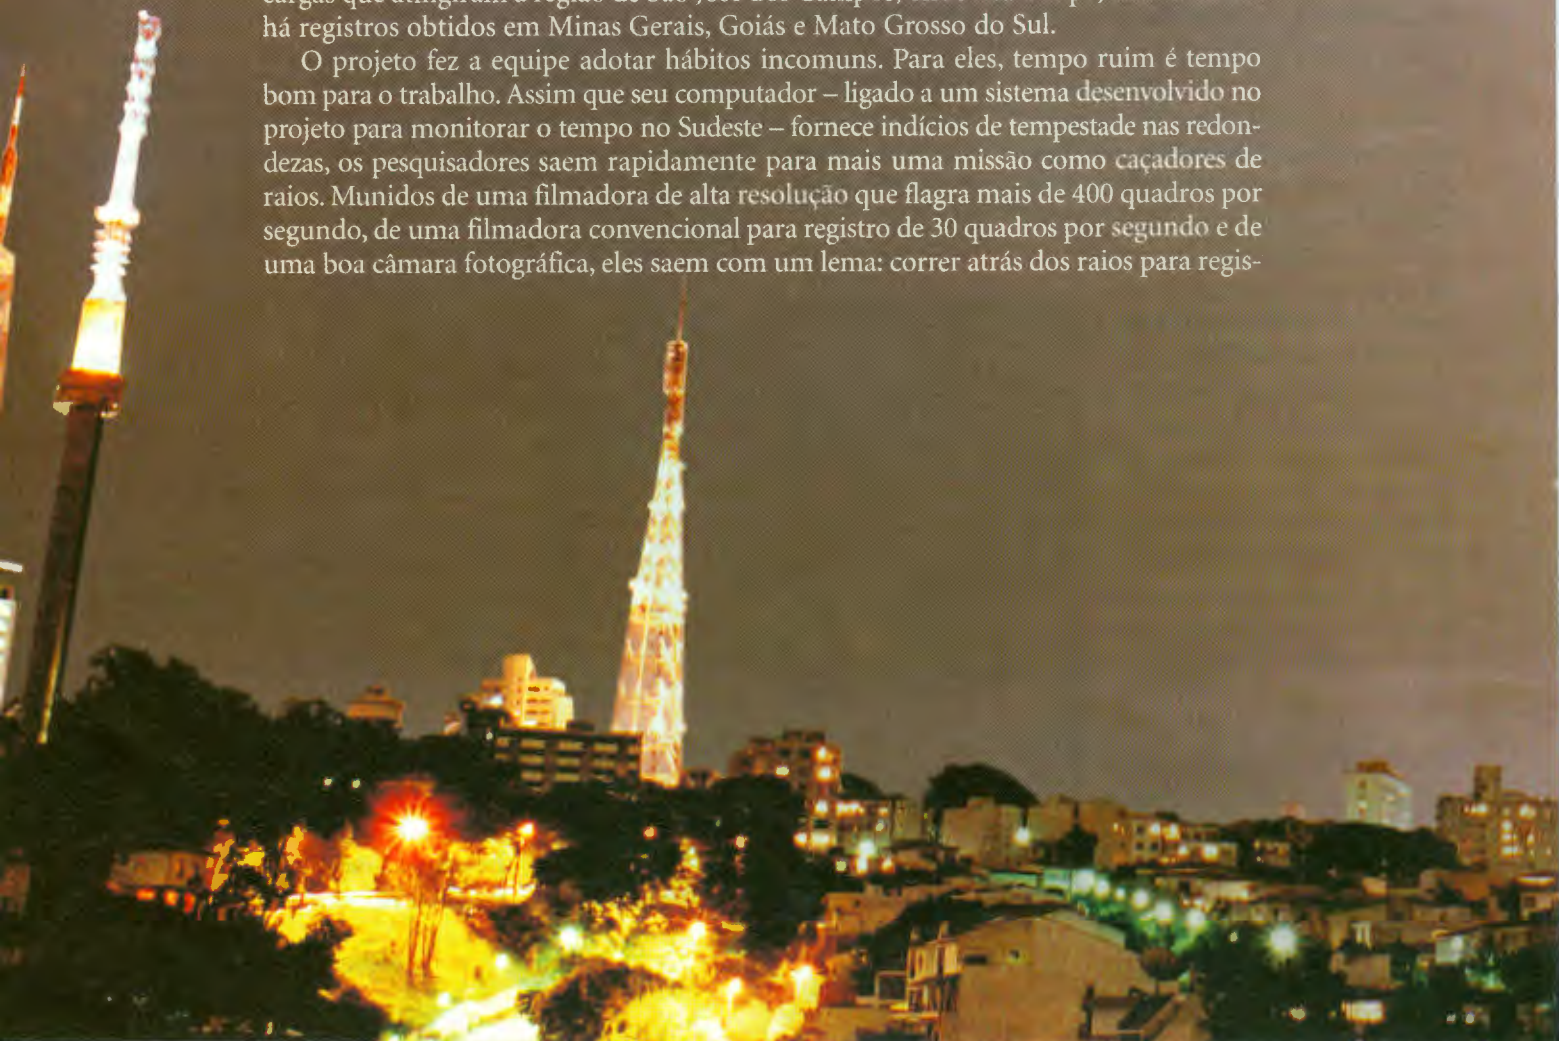 há registros obtidos em Minas Gerais, Goiás e Mato Grosso do Sul.
O projeto fez a equipe adotar hábitos incomuns. Para eles, tempo ruim é tempo
bom para o trabalho. Assim que seu computador – ligado a um sistema desenvolvido no
projeto para monitorar o tempo no Sudeste – fornece indícios de tempestade nas redon-
dezas, os pesquisadores saem rapidamente para mais uma missão como caçadores de
raios. Munidos de uma filmadora de alta resolução que flagra mais de 400 quadros por
segundo, de uma filmadora convencional para registro de 30 quadros por segundo e de
uma boa câmara fotográfica, eles saem com um lema: correr atrás dos raios para regis-